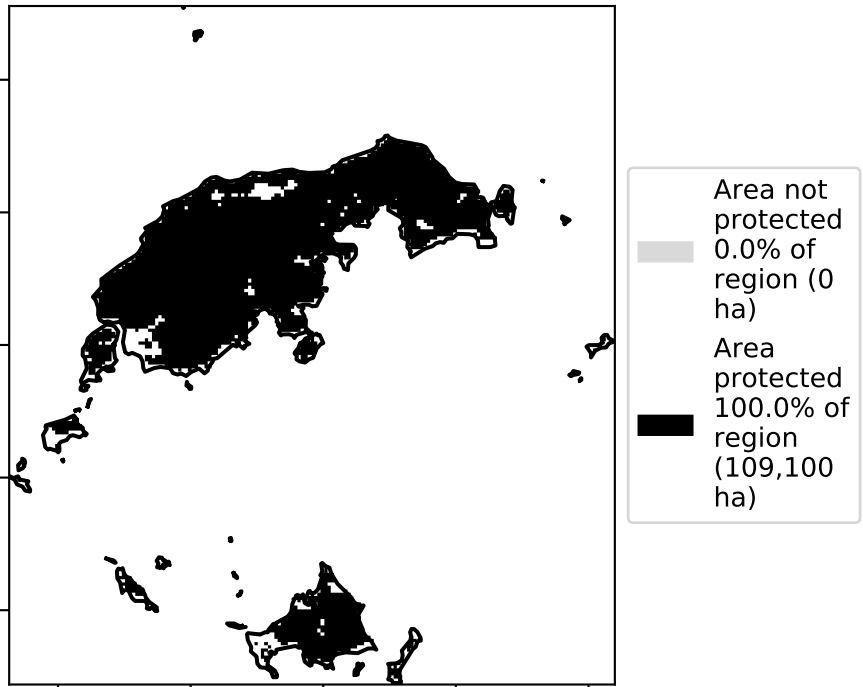 Area not
protected
0.0% of
region (0
ha)
Area
protected
100.0% of
region
(109,100
ha)